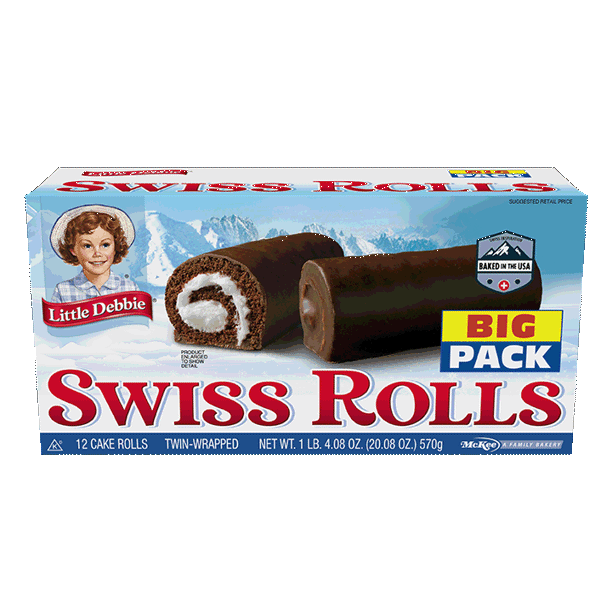 BIG
PACK
SWISS ROLLS
SUGGESTED RETAIL PRICE
BAKED IN THE USA
Little Debbie
BIG
PACK
PRODUCT
ENLARGED
TO SHOW
DETAIL
SWISS ROLLS
K
12 CAKE ROLLS TWIN-WRAPPED NET WT. 1 LB. 4.08 OZ. (20.08 OZ.) 570g McKee A FAMILY BAKERY